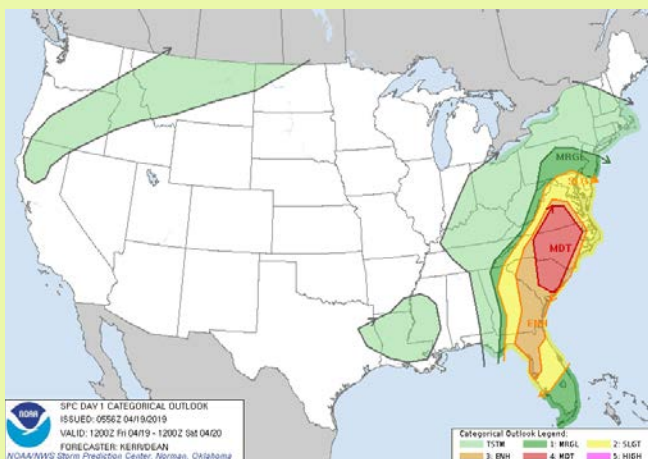 MRGL
SLGT
MDT
ENH
noaa
SPC DAY 1 CATEGORICAL OUTLOOK
ISSUED: 0556Z 04/19/2019
VALID: 1200Z Fri 04/19 - 1200Z Sat 04/20
FORECASTER: KERR/DEAN
NOAA/NWS Storm Prediction Center, Norman, Oklahoma
Categorical Outlook Legend:
TSTM 1: MRGL 2: SLGT
3: ENH 4: MDT 5: HIGH